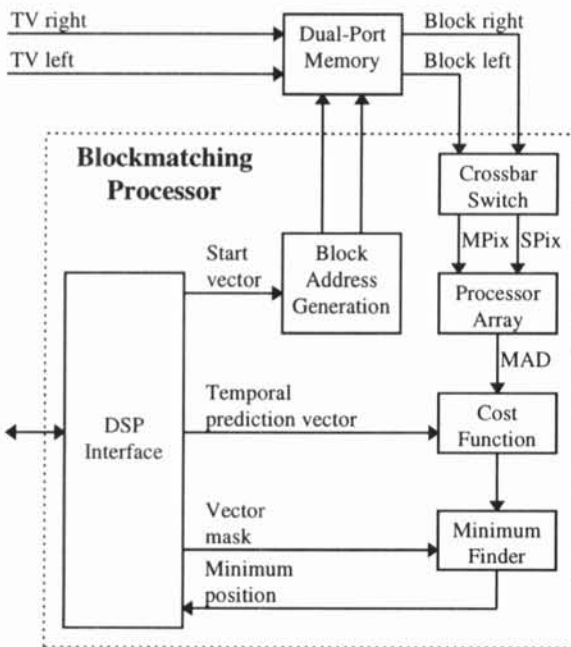 TV right
TV left
Dual-Port
Memory
Block right
Block left
Blockmatching
Processor
Crossbar
Switch
MPix
SPix
Start
vector
Block
Address
Generation
Processor
Array
MAD
DSP
Interface
Temporal
prediction vector
Cost
Function
Vector
mask
Minimum
Finder
Minimum
position